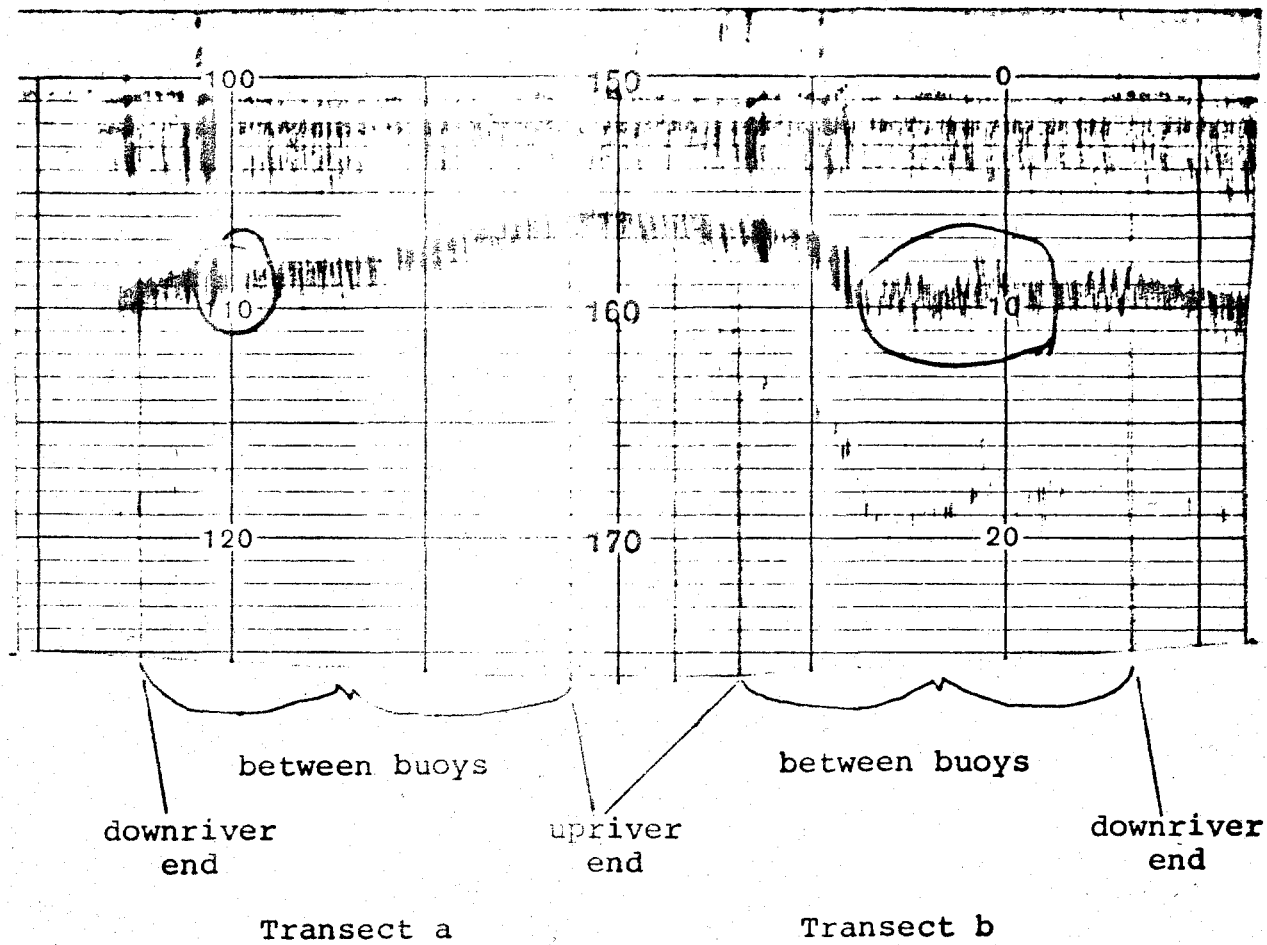 100 150 0
110 160 10
120 170 20
between buoys between buoys
downriver end upriver end downriver end
Transect a Transect b